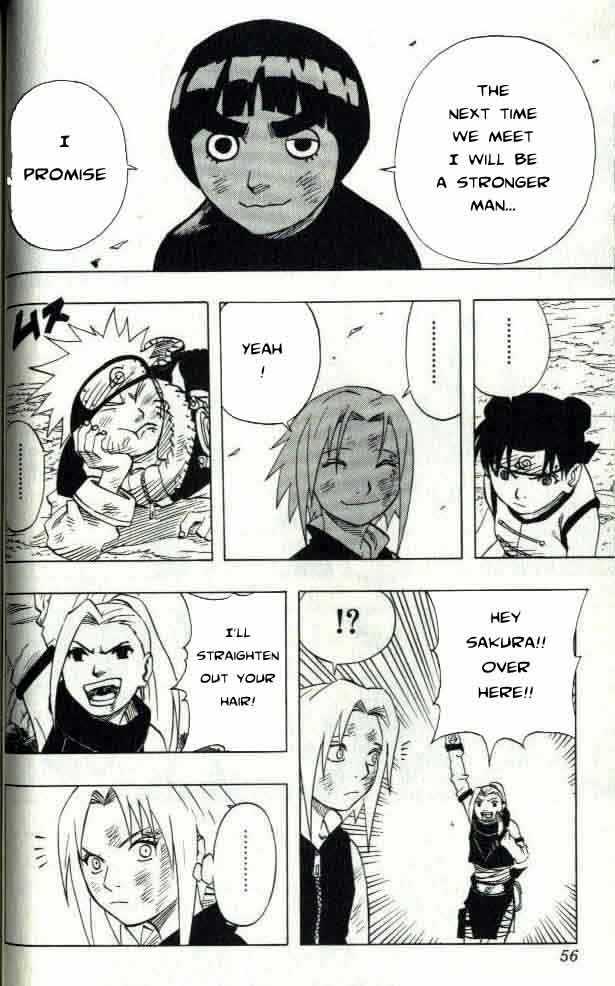 THE
NEXT TIME
WE MEET
I WILL BE
A STRONGER
MAN...
I
PROMISE
.........
.........
YEAH
!
...........
HEY
SAKURA!!
OVER
HERE!!
!?
I'LL
STRAIGHTEN
OUT YOUR
HAIR!
.........
56